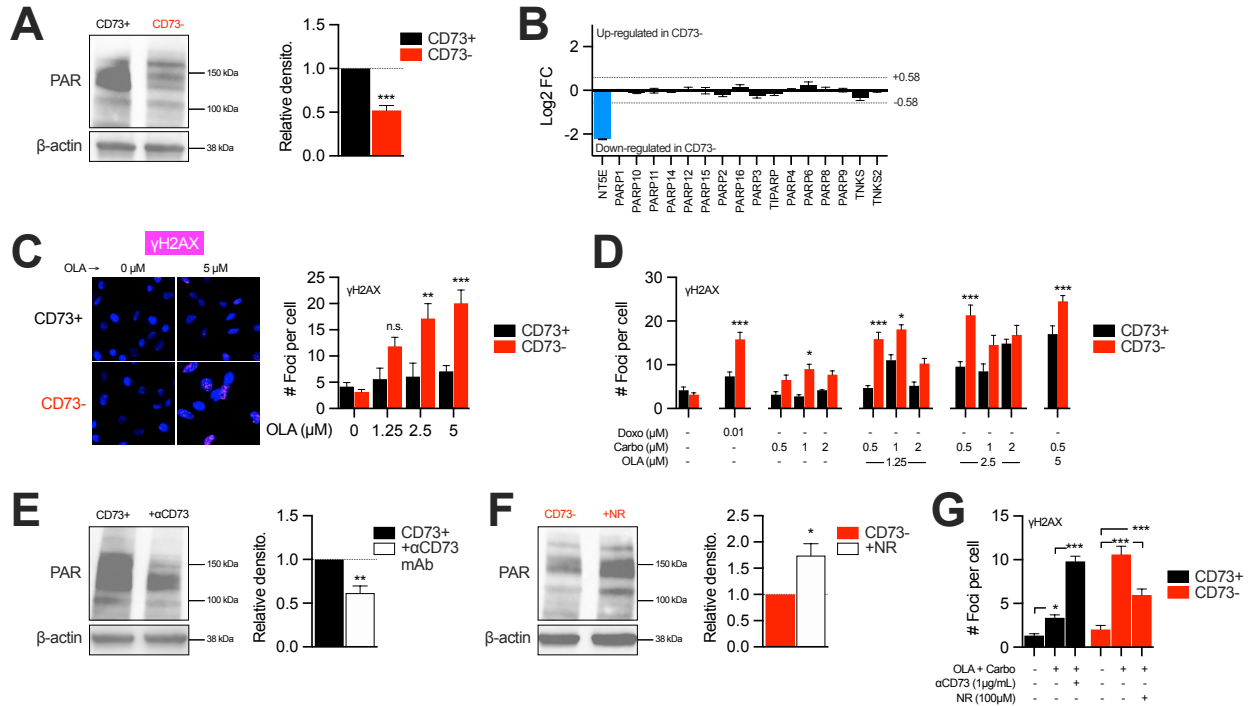 A
CD73+ CD73-
PAR
150 kDa
100 kDa
β-actin
38 kDa
Relative densito.
1.5
1.0
0.5
0.0
***
CD73+
CD73-
B
Up-regulated in CD73-
Log2 FC
2
0
-2
+0.58
-0.58
Down-regulated in CD73-
NT5E
PARP1
PARP10
PARP11
PARP14
PARP12
PARP15
PARP2
PARP16
PARP3
TIPARP
PARP4
PARP6
PARP8
PARP9
TNKS
TNKS2
C
γH2AX
OLA → 0 µM 5 µM
CD73+
CD73-
# Foci per cell
25
20
15
10
5
0
γH2AX
n.s. ** ***
OLA (µM) 0 1.25 2.5 5
CD73+
CD73-
D
# Foci per cell
30
20
10
0
γH2AX
*** * *** * *** ***
CD73+
CD73-
Doxo (µM) - 0.01 - - - - -
Carbo (µM) - - 0.5 1 2 0.5 1 2 0.5 1 2 0.5
OLA (µM) - - - 1.25 2.5 5
E
CD73+ +αCD73
PAR
150 kDa
100 kDa
β-actin
38 kDa
Relative densito.
1.5
1.0
0.5
0.0
**
CD73+
+αCD73
mAb
F
CD73- +NR
PAR
150 kDa
100 kDa
β-actin
38 kDa
Relative densito.
2.5
2.0
1.5
1.0
0.5
0.0
*
CD73-
+NR
G
γH2AX
# Foci per cell
15
10
5
0
* *** *** ***
CD73+
CD73-
OLA + Carbo - + + - + +
αCD73 (1µg/mL) - - + - - -
NR (100µM) - - - - - +